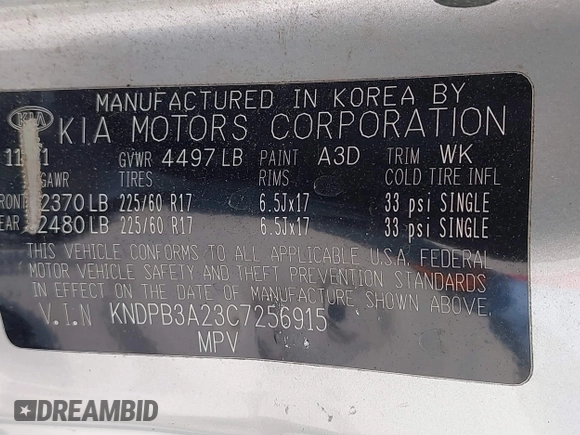 MANUFACTURED IN KOREA BY
KIA KIA MOTORS CORPORATION
GVWR 4497 LB PAINT A3D TRIM WK
GAWR TIRES RIMS COLD TIRE INFL
2370 LB 225/60 R17 6.5Jx17 33 psi SINGLE
2480 LB 225/60 R17 6.5Jx17 33 psi SINGLE
THIS VEHICLE CONFORMS TO ALL APPLICABLE U.S.A. FEDERAL
MOTOR VEHICLE SAFETY AND THEFT PREVENTION STANDARDS
IN EFFECT ON THE DATE OF MANUFACTURE SHOWN ABOVE.
V.I.N KNDPB3A23C7256915
MPV
DREAMBID